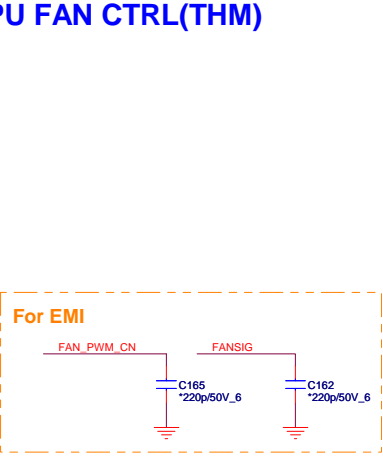 PU FAN CTRL(THM)
For EMI
FAN_PWM_CN
FANSIG
C165
*220p/50V_6
C162
*220p/50V_6